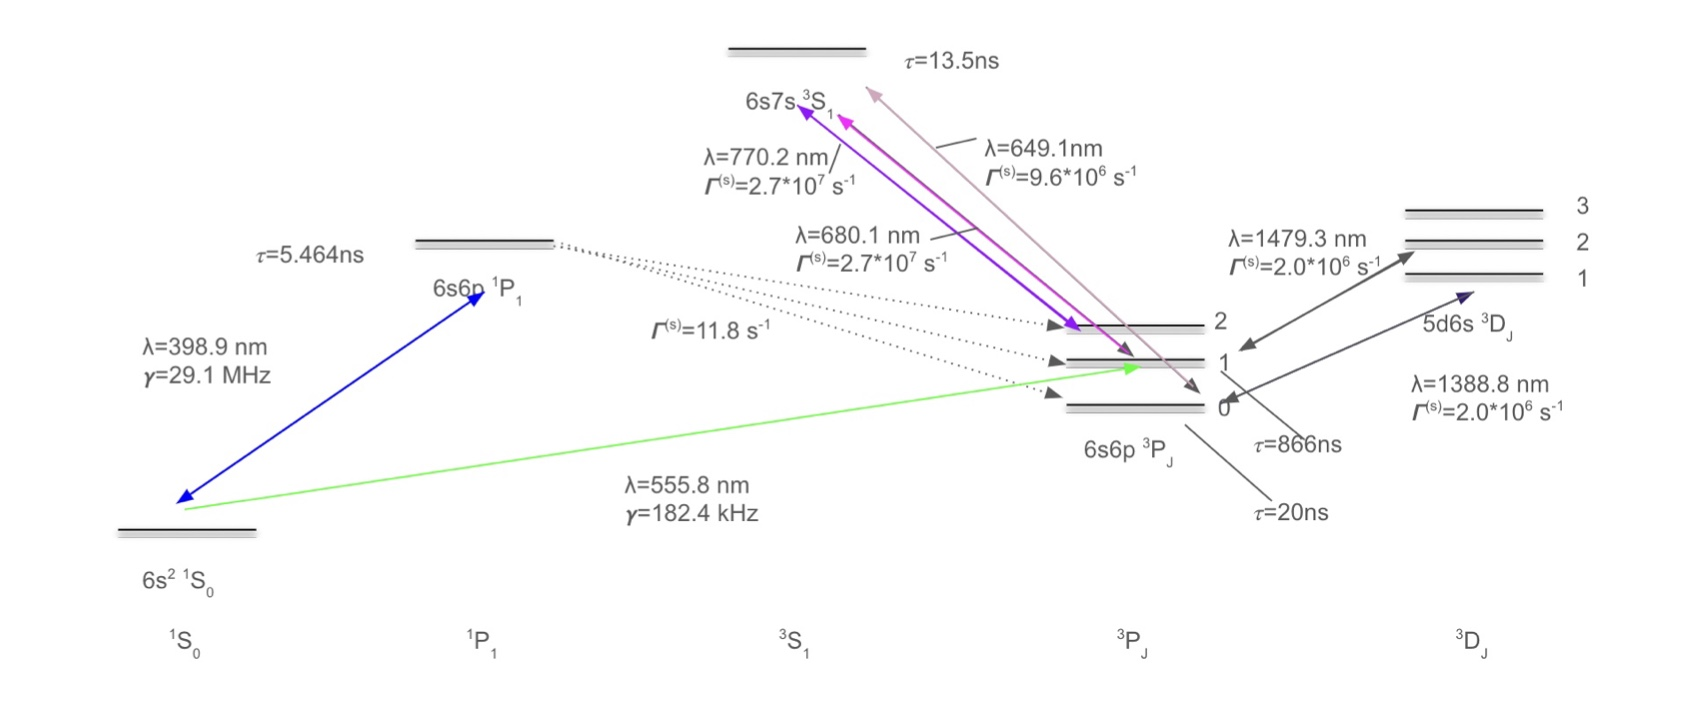 τ=13.5ns
6s7s ³S₁
λ=649.1nm
Γ⁽ˢ⁾=9.6*10⁶ s⁻¹
λ=770.2 nm
Γ⁽ˢ⁾=2.7*10⁷ s⁻¹
3
λ=680.1 nm
Γ⁽ˢ⁾=2.7*10⁷ s⁻¹
λ=1479.3 nm
Γ⁽ˢ⁾=2.0*10⁶ s⁻¹
2
τ=5.464ns
1
6s6p ¹P₁
Γ⁽ˢ⁾=11.8 s⁻¹
2
5d6s ³D_J
λ=398.9 nm
γ=29.1 MHz
1
λ=1388.8 nm
Γ⁽ˢ⁾=2.0*10⁶ s⁻¹
0
6s6p ³P_J
τ=866ns
λ=555.8 nm
γ=182.4 kHz
τ=20ns
6s² ¹S₀
¹S₀ ¹P₁ ³S₁ ³P_J ³D_J